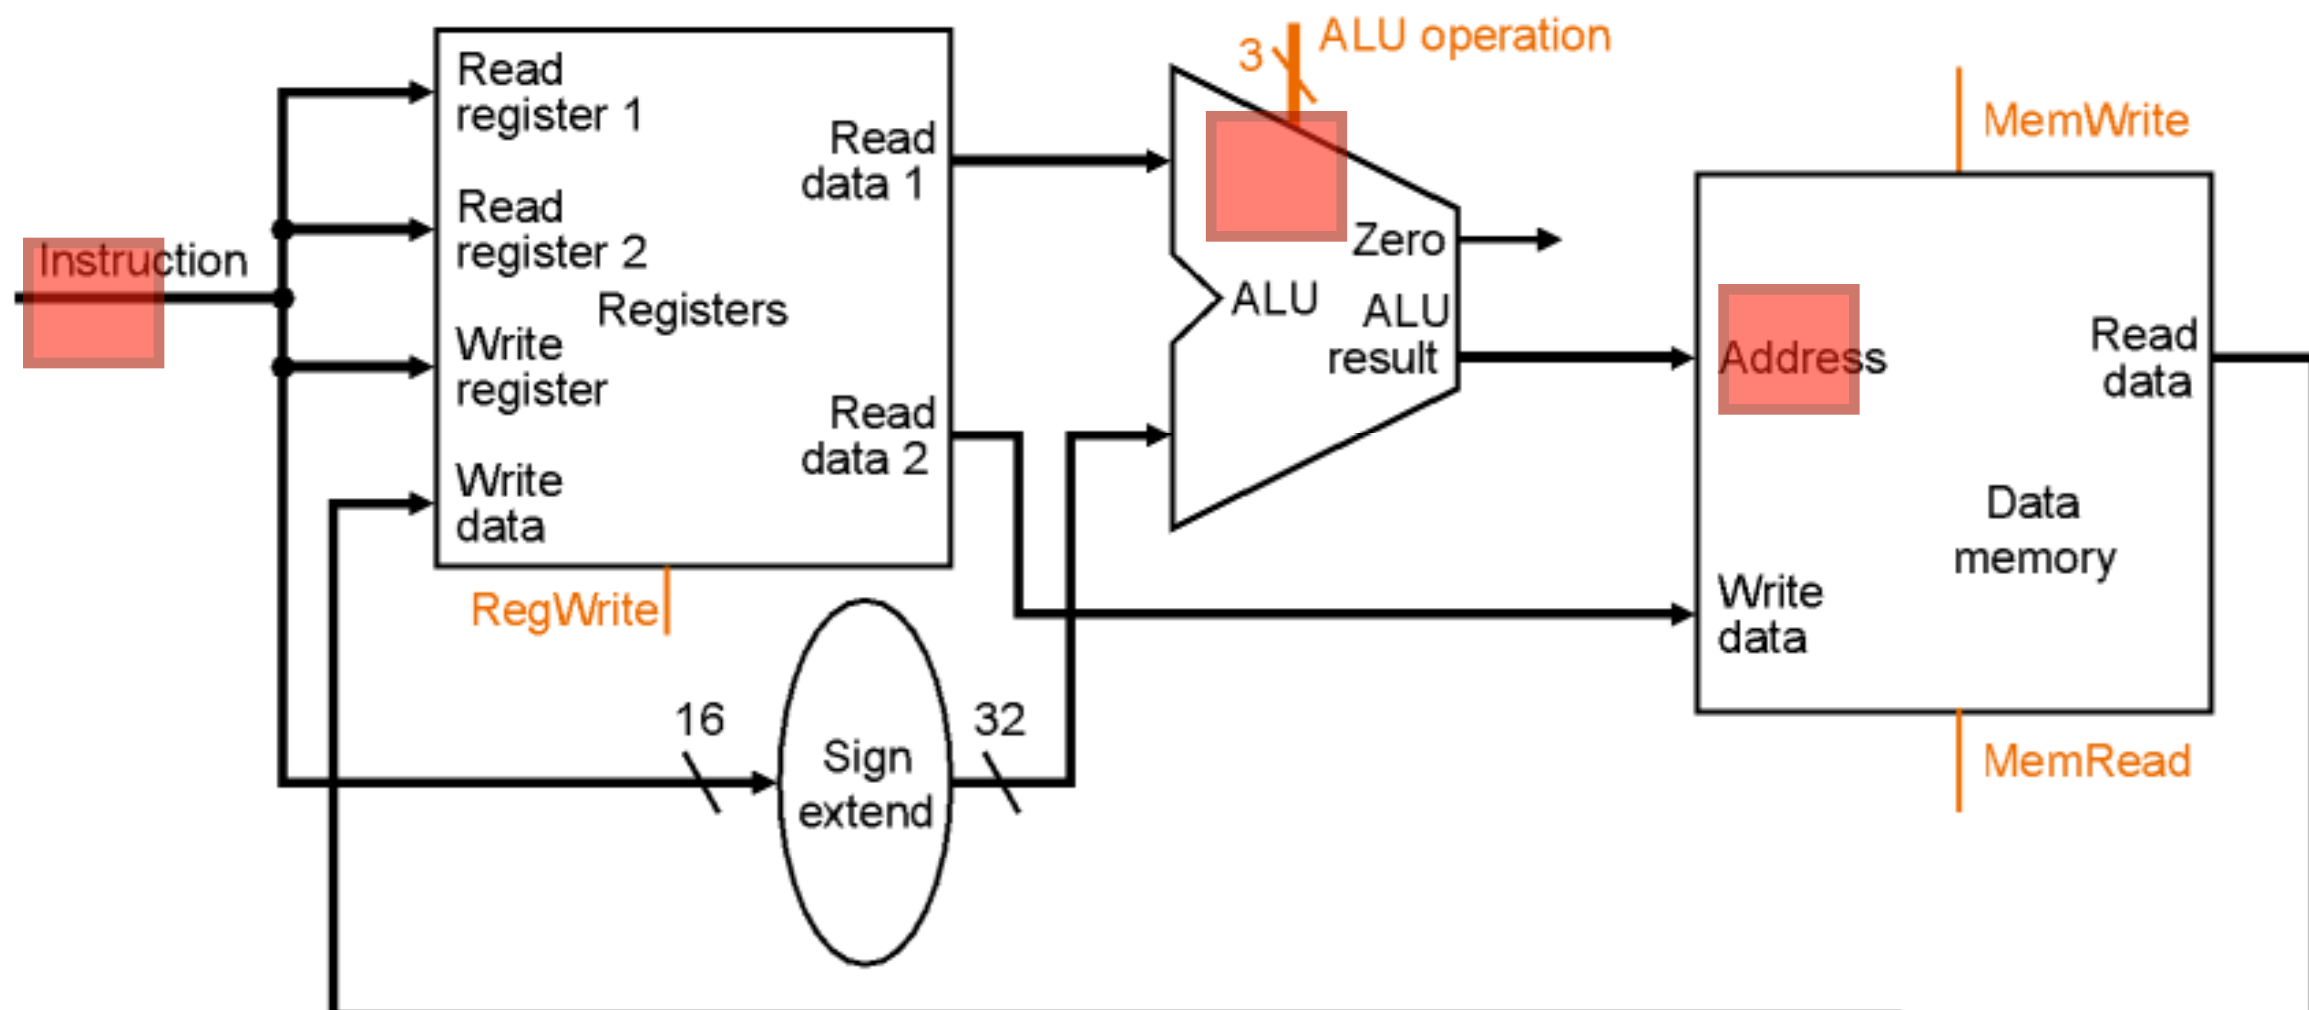 Read
register 1
Read
register 2
Write
register
Write
data
Registers
Read
data 1
Read
data 2
Instruction
RegWrite
16
Sign
extend
32
3
ALU operation
Zero
ALU
ALU
result
MemWrite
Address
Read
data
Data
memory
Write
data
MemRead